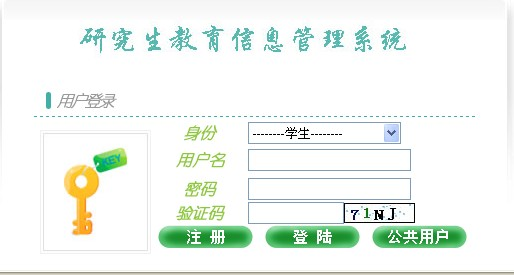 研究生教育信息管理系统
用户登录
KEY
身份 --------学生--------
用户名
密码
验证码 71NJ
注 册 登 陆 公共用户